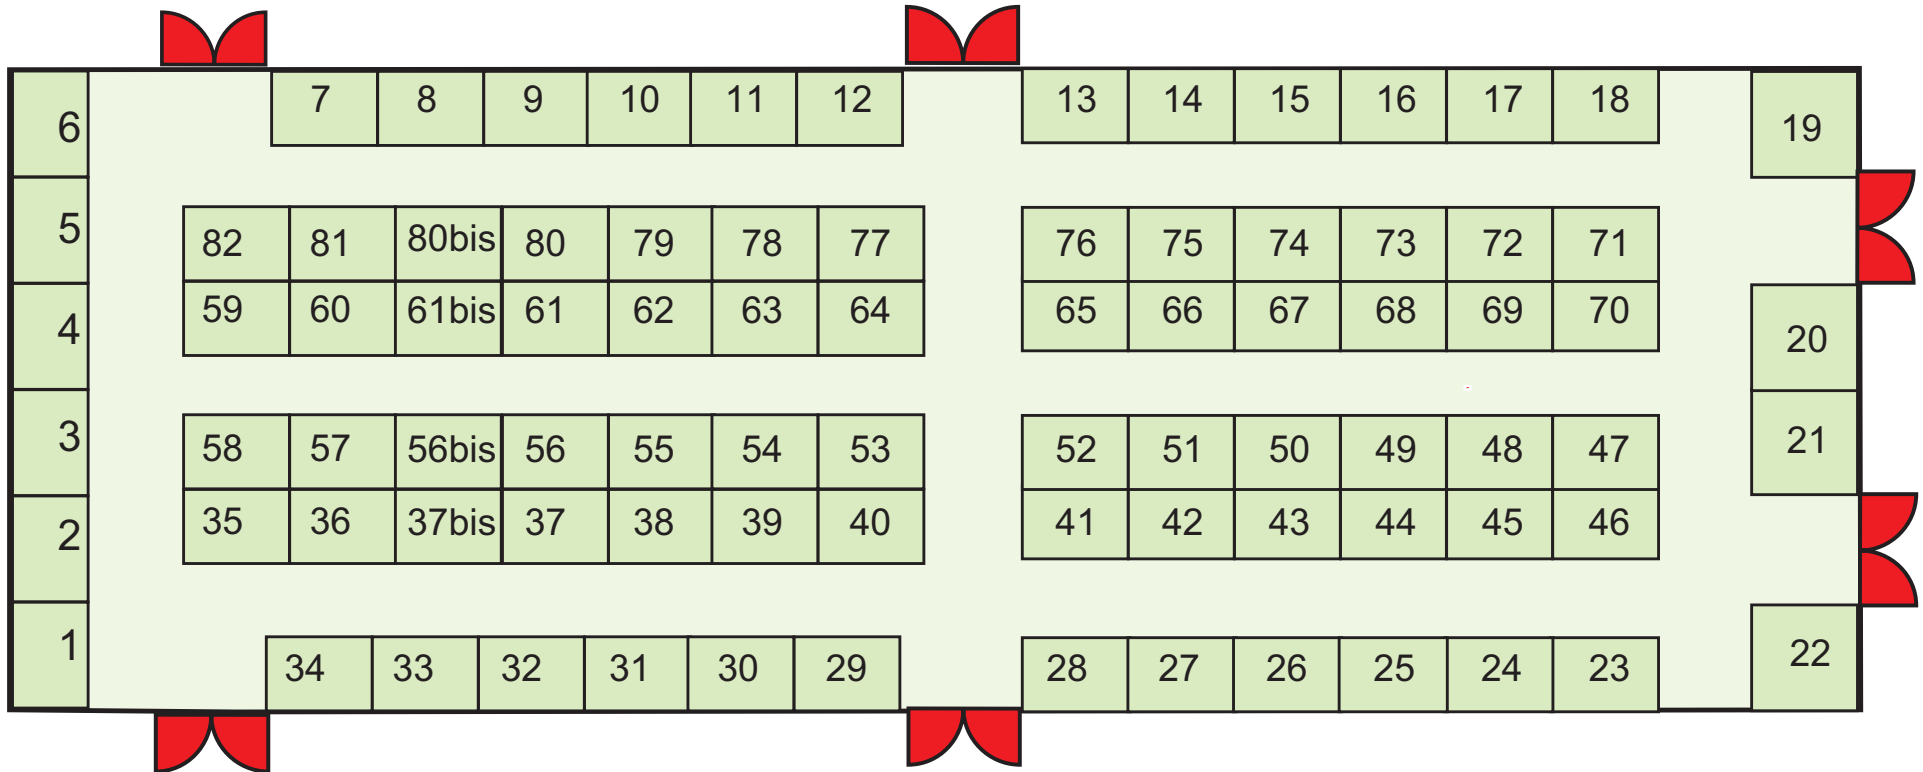 7 8 9 10 11 12 13 14 15 16 17 18
6 19
5 82 81 80bis 80 79 78 77 76 75 74 73 72 71
59 60 61bis 61 62 63 64 65 66 67 68 69 70
4 20
3 58 57 56bis 56 55 54 53 52 51 50 49 48 47 21
2 35 36 37bis 37 38 39 40 41 42 43 44 45 46
1 34 33 32 31 30 29 28 27 26 25 24 23 22